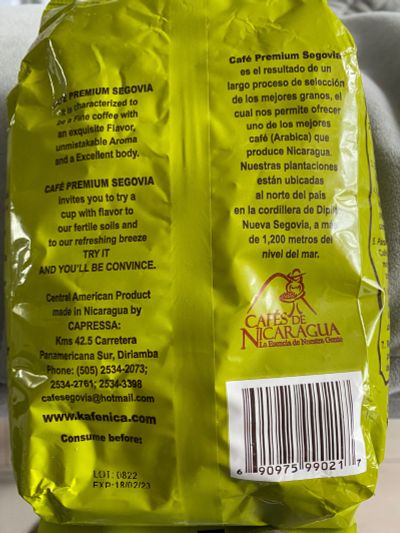 CAFÉ PREMIUM SEGOVIA
is characterized to
be a Fine coffee with
an exquisite Flavor,
unmistakable Aroma
and a Excellent body.
CAFÉ PREMIUM SEGOVIA
invites you to try a
cup with flavor to
our fertile soils and
to our refreshing breeze
TRY IT
AND YOU'LL BE CONVINCE.
Central American Product
made in Nicaragua by
CAPRESSA:
Kms 42.5 Carretera
Panamericana Sur, Diriamba
Phone: (505) 2534-2073;
2534-2761; 2534-3398
cafesegovia@hotmail.com
www.kafenica.com
Consume before:
LOT: 0822
EXP:18/02/23
Café Premium Segovia
es el resultado de un
largo proceso de selección
de los mejores granos, el
cual nos permite ofrecer
uno de los mejores
café (Arabica) que
produce Nicaragua.
Nuestras plantaciones
están ubicadas
al norte del país
en la cordillera de Dipil
Nueva Segovia, a más
de 1,200 metros del
nivel del mar.
CAFÉS DE
NICARAGUA
La Esencia de Nuestra Gente
6 90975 99021 7